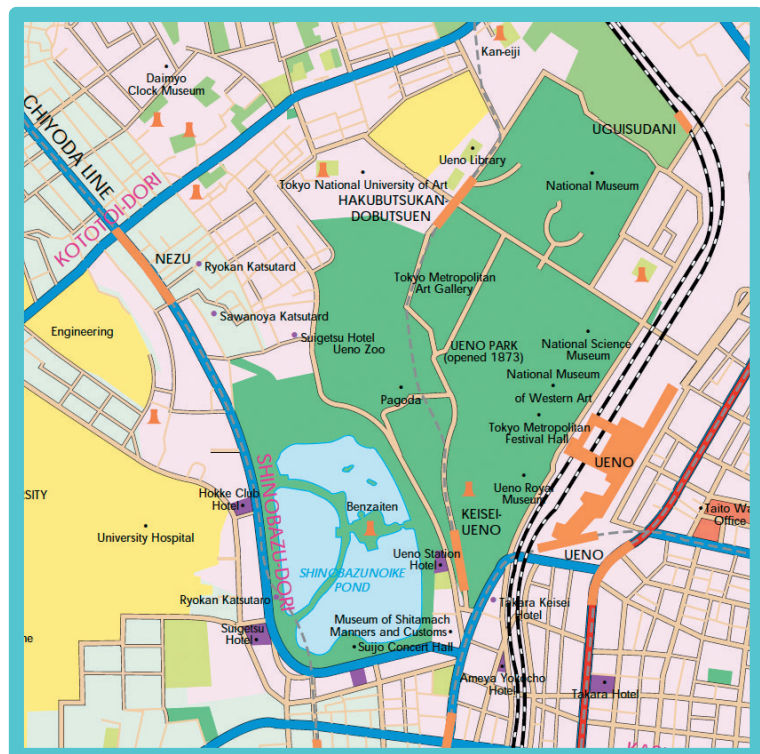 Kan-eiji
Daimyo
Clock Museum
CHIYODA LINE
UGUISUDANI
KOTOTOI-DORI
Ueno Library
National Museum
Tokyo National University of Art
HAKUBUTSUKAN-
DOBUTSUEN
NEZU
Ryokan Katsutard
Tokyo Metropolitan
Art Gallery
Sawanoya Katsutard
Engineering
Suigetsu Hotel
Ueno Zoo
UENO PARK
(opened 1873)
National Science
Museum
National Museum
of Western Art
Pagoda
Tokyo Metropolitan
Festival Hall
UENO
SHINOBAZU-DORI
Ueno Royal
Museum
SITY
Hokke Club
Hotel
Benzaiten
KEISEI-
UENO
Taito Wa
Office
University Hospital
Ueno Station
Hotel
UENO
SHINOBAZUNOIKE
POND
Ryokan Katsutaro
Takara Keisei
Hotel
Museum of Shitamach
Manners and Customs
Suigetsu
Hotel
Suijo Concert Hall
ne
Ameya Yokocho
Hotel
Takara Hotel